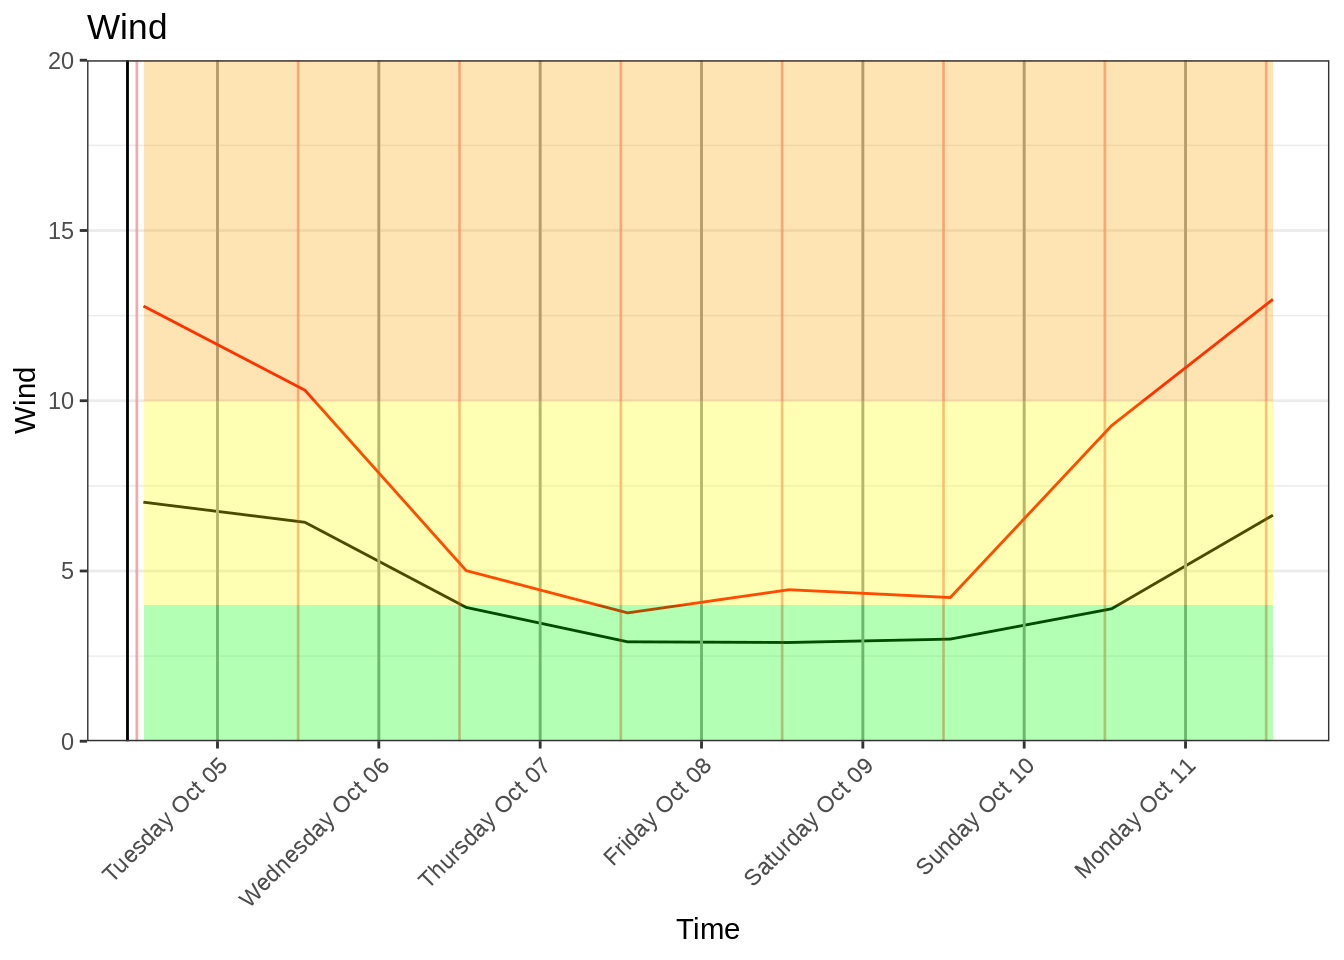 Wind
20
15
10
5
0
Wind
Tuesday Oct 05
Wednesday Oct 06
Thursday Oct 07
Friday Oct 08
Saturday Oct 09
Sunday Oct 10
Monday Oct 11
Time